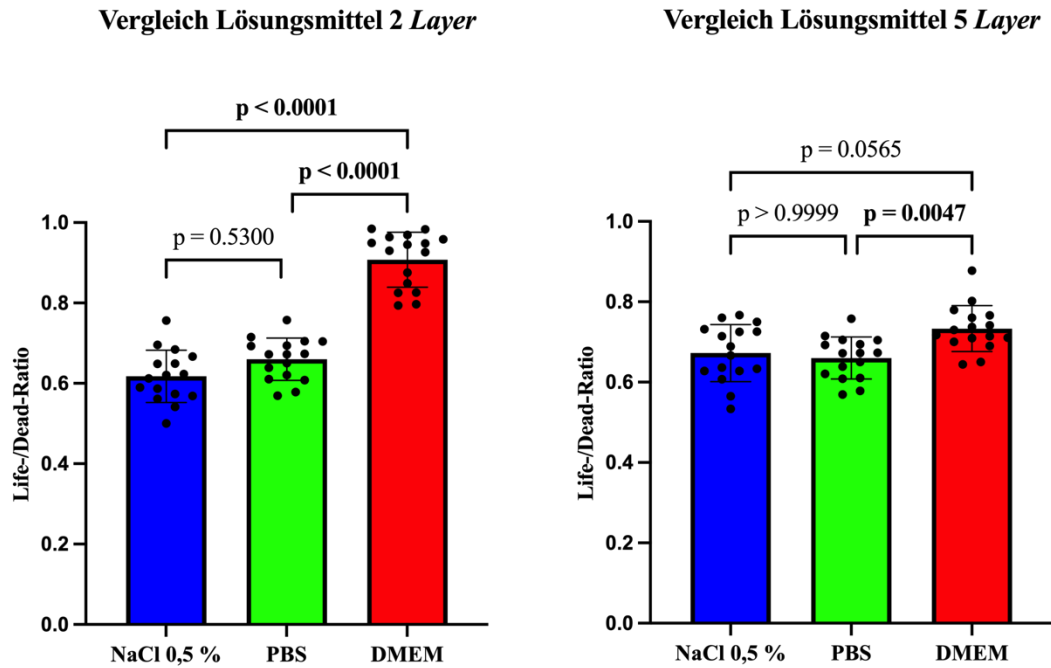 Vergleich Lösungsmittel 2 Layer
p < 0.0001
p < 0.0001
p = 0.5300
Life-/Dead-Ratio
1.0
0.8
0.6
0.4
0.2
0.0
NaCl 0,5 % PBS DMEM
Vergleich Lösungsmittel 5 Layer
p = 0.0565
p > 0.9999 p = 0.0047
Life-/Dead-Ratio
1.0
0.8
0.6
0.4
0.2
0.0
NaCl 0,5 % PBS DMEM